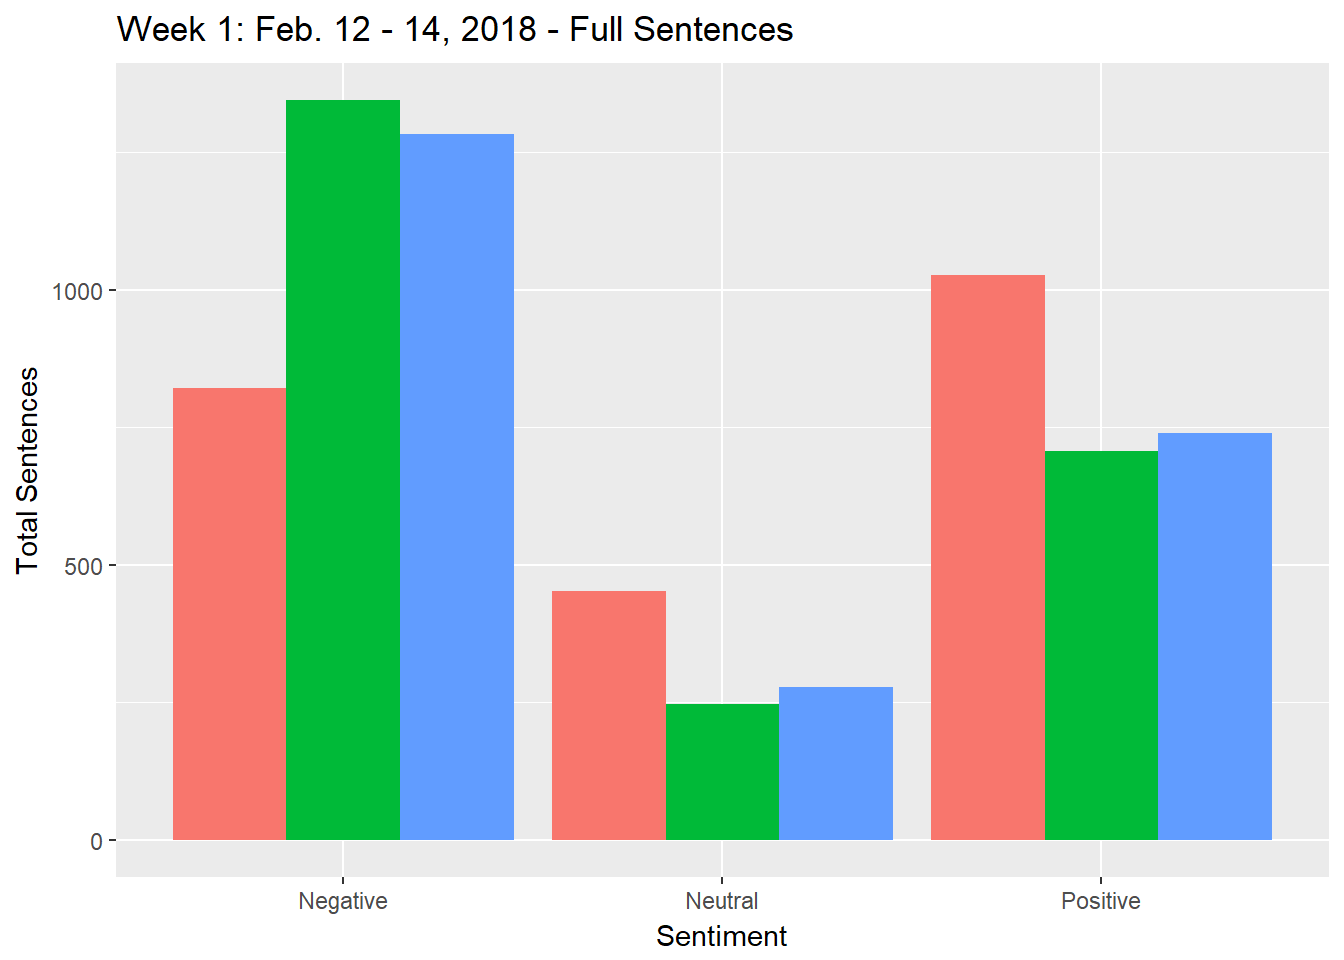 Week 1: Feb. 12 - 14, 2018 - Full Sentences
Total Sentences
1000
500
0
Negative
Neutral
Positive
Sentiment